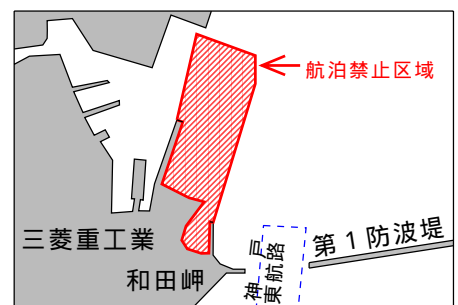 航泊禁止区域
三菱重工業
和田岬
神戸
東航路
第1防波堤